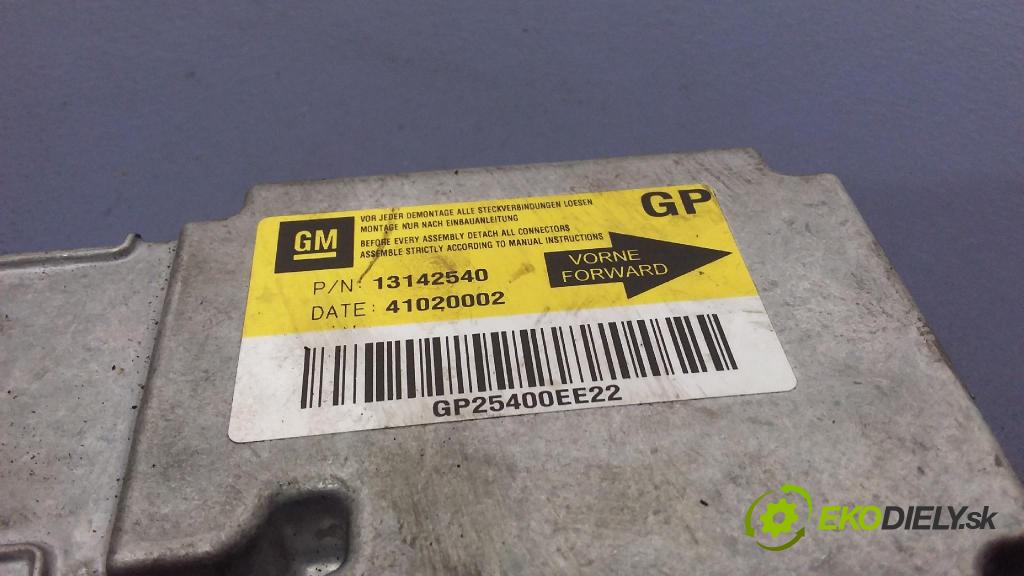 VOR JEDER DEMONTAGE ALLE STECKVERBINDUNGEN LOESEN
MONTAGE NUR NACH EINBAUANLEITUNG
GP
GM
BEFORE EVERY ASSEMBLY DETACH ALL CONNECTORS
ASSEMBLE STRICTLY ACCORDING TO MANUAL INSTRUCTIONS
VORNE
FORWARD
P/N: 13142540
DATE: 41020002
GP25400EE22
EKODIELY.sk